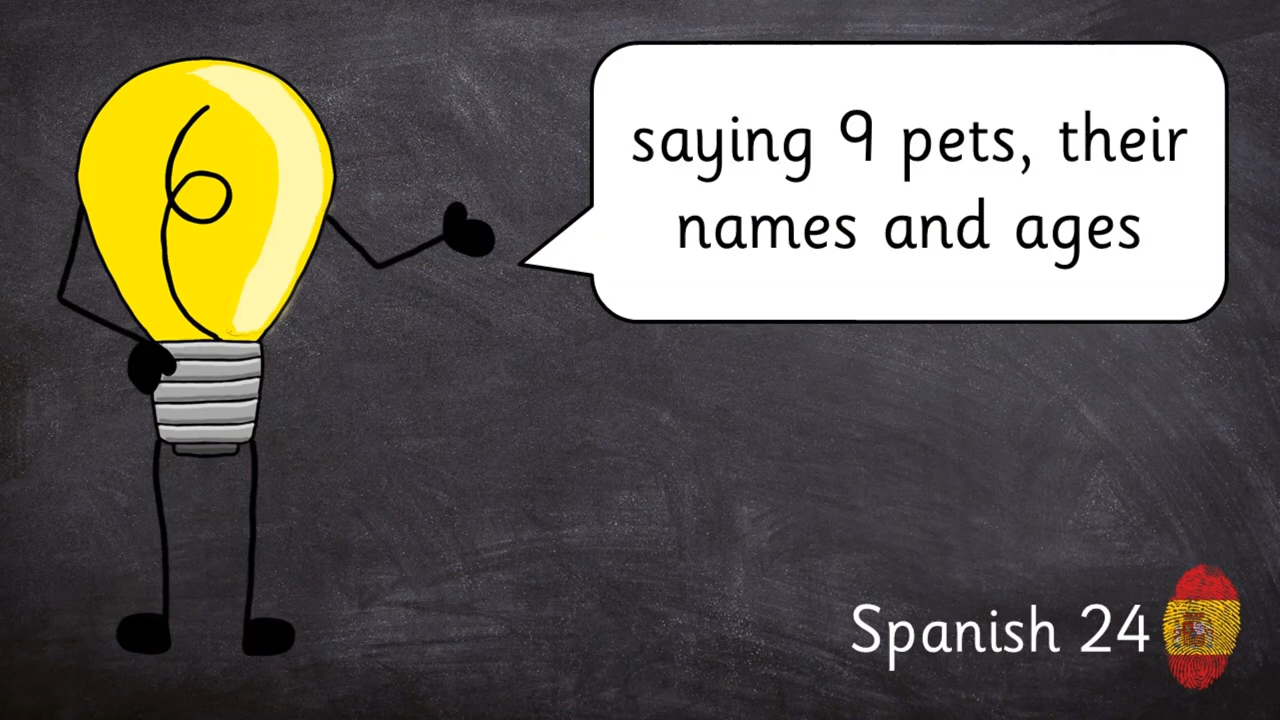 saying 9 pets, their
names and ages
Spanish 24